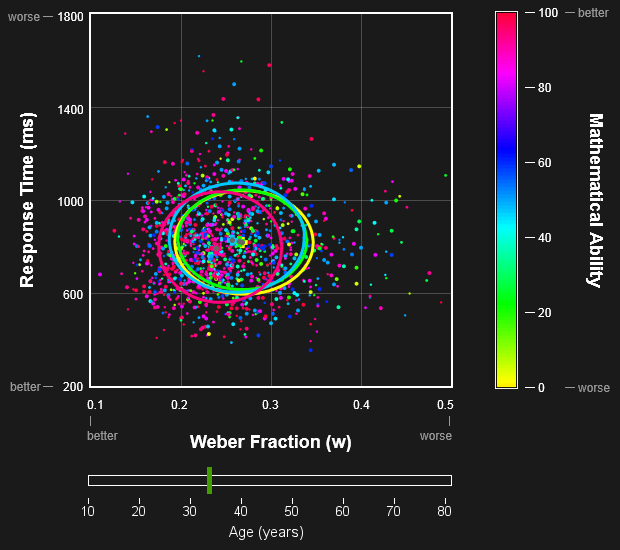 worse
1800
1400
1000
600
better
200
Response Time (ms)
0.1
0.2
0.3
0.4
0.5
better
worse
Weber Fraction (w)
10
20
30
40
50
60
70
80
Age (years)
100
better
80
60
40
20
0
worse
Mathematical Ability